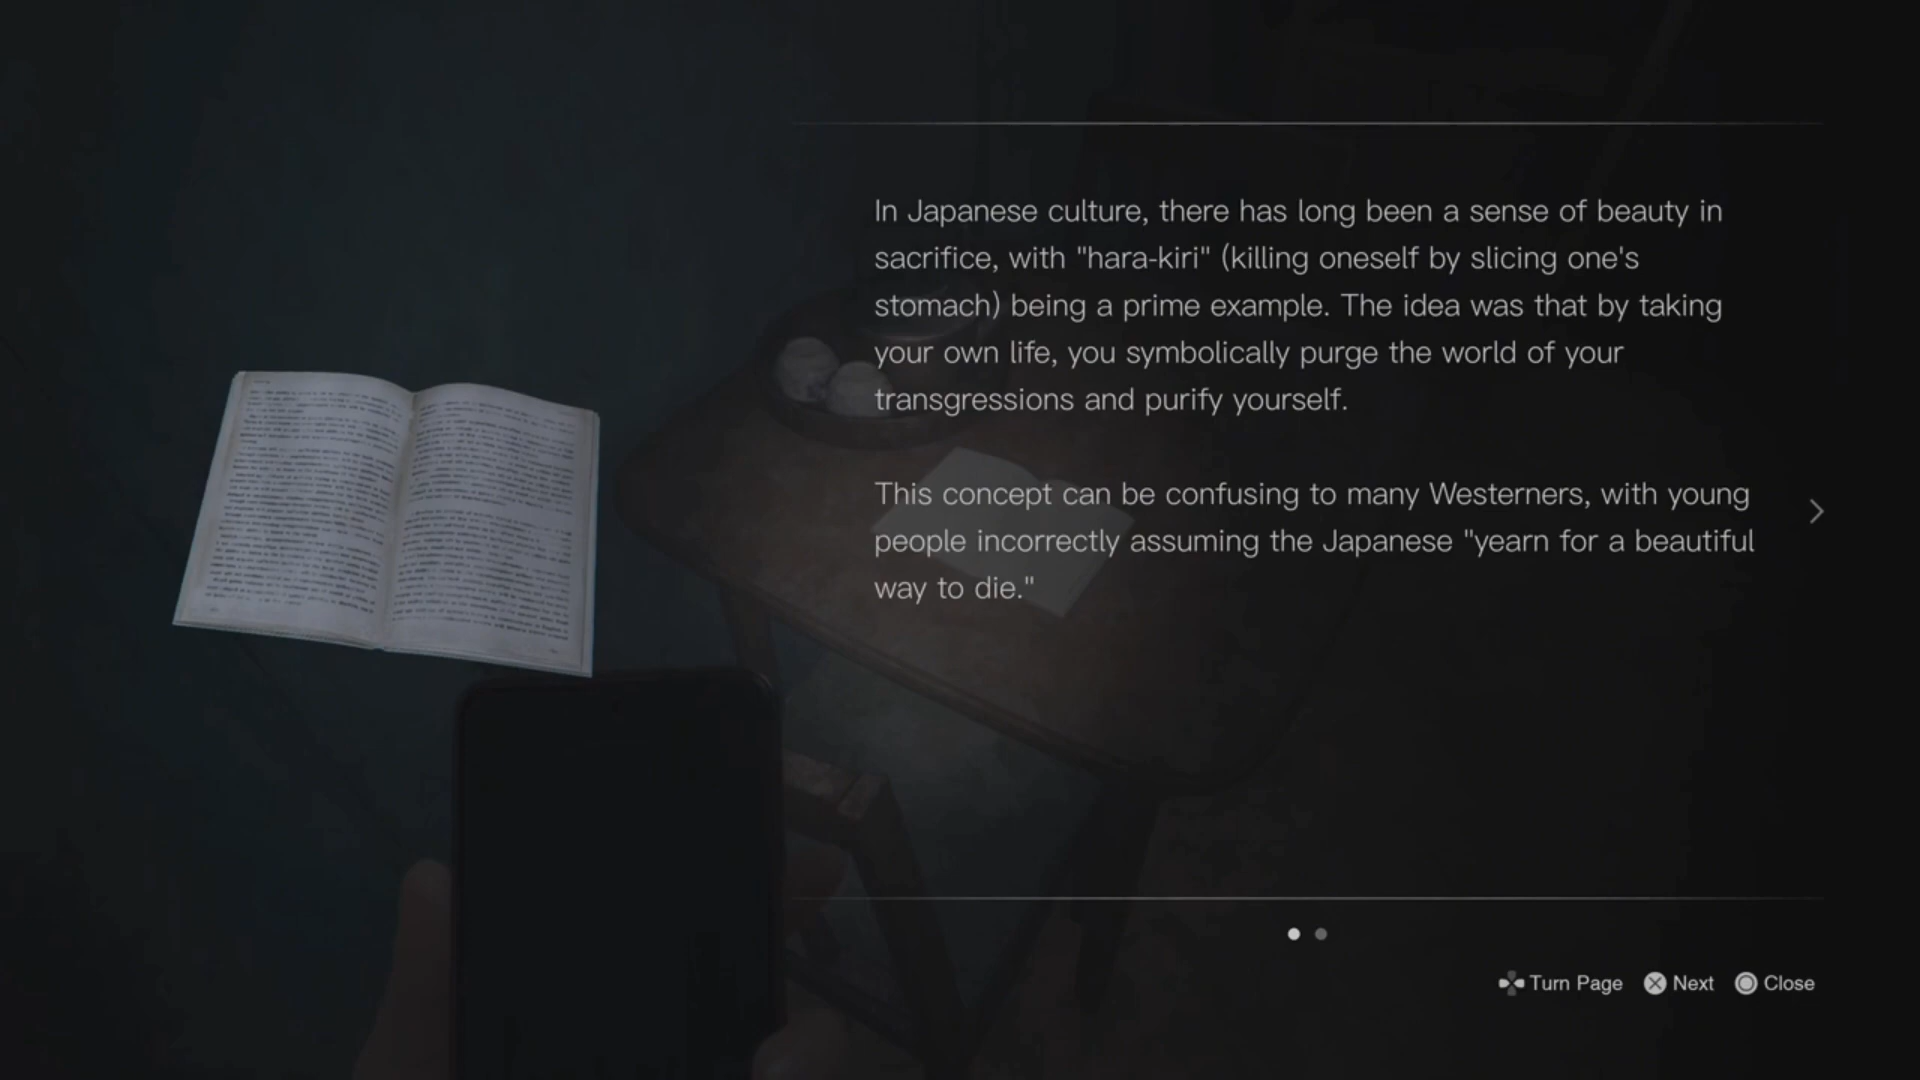 In Japanese culture, there has long been a sense of beauty in
sacrifice, with "hara-kiri" (killing oneself by slicing one's
stomach) being a prime example. The idea was that by taking
your own life, you symbolically purge the world of your
transgressions and purify yourself.
This concept can be confusing to many Westerners, with young
people incorrectly assuming the Japanese "yearn for a beautiful
way to die."
Turn Page Next Close